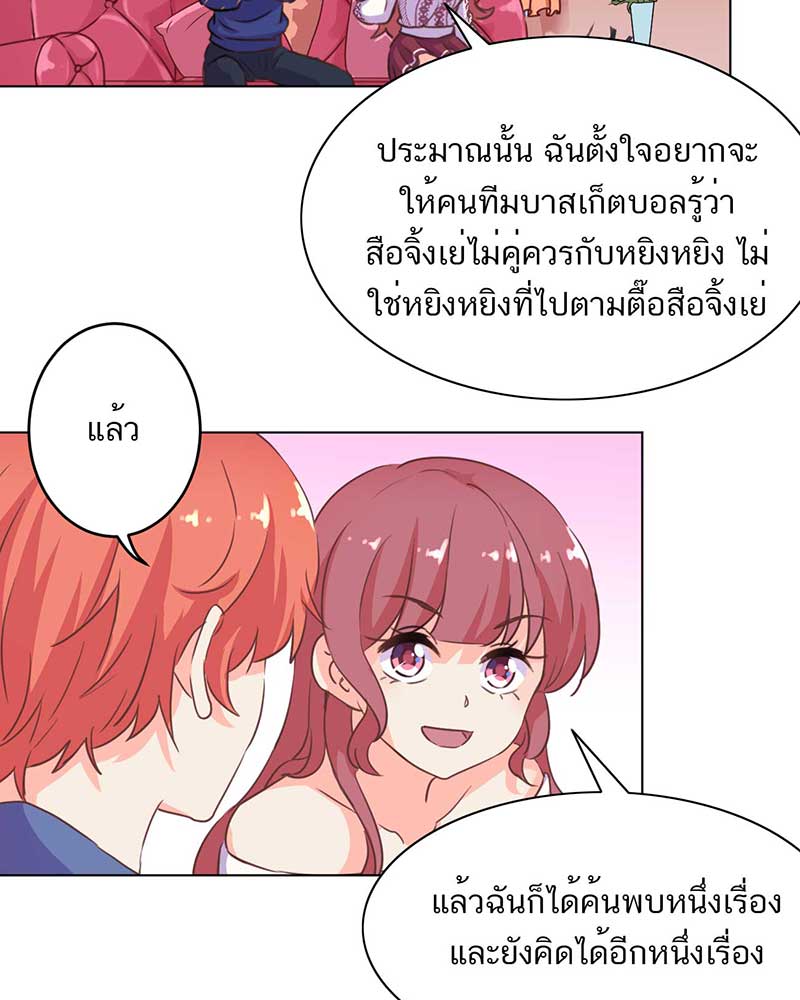 ประมาณนั้น ฉันตั้งใจอยากจะ
ให้คนทีมบาสเก็ตบอลรู้ว่า
สือจิ้งเย่ไม่คู่ควรกับหยิงหยิง ไม่
ใช่หยิงหยิงที่ไปตามตื๊อสือจิ้งเย่
แล้ว
แล้วฉันก็ได้ค้นพบหนึ่งเรื่อง
และยังคิดได้อีกหนึ่งเรื่อง